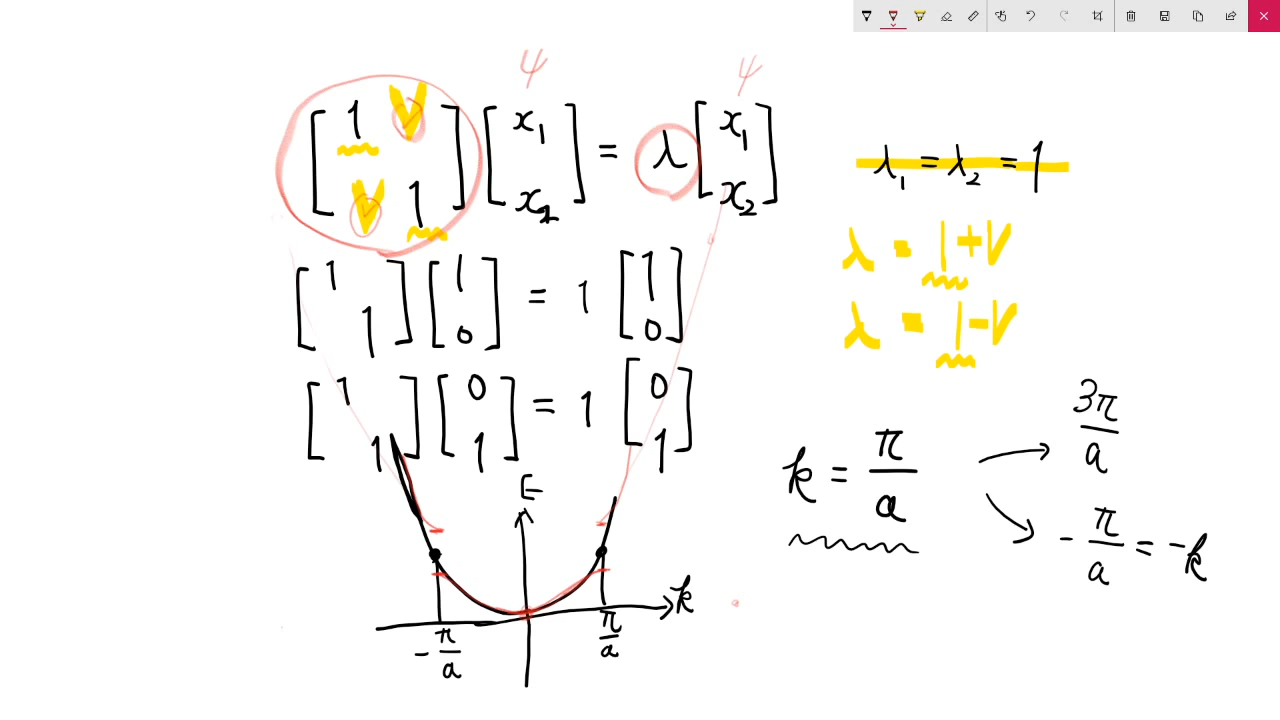 ψ ψ
[1 V] [x₁] = λ [x₁]
[V 1] [x₂] [x₂]
[1 ] [1] = 1 [1]
[ 1] [0] [0]
[1 ] [0] = 1 [0]
[ 1] [1] [1]
E
k
-π/a
π/a
λ₁ = λ₂ = 1
λ = 1+V
λ = 1-V
k = π/a
3π/a
-π/a = -k